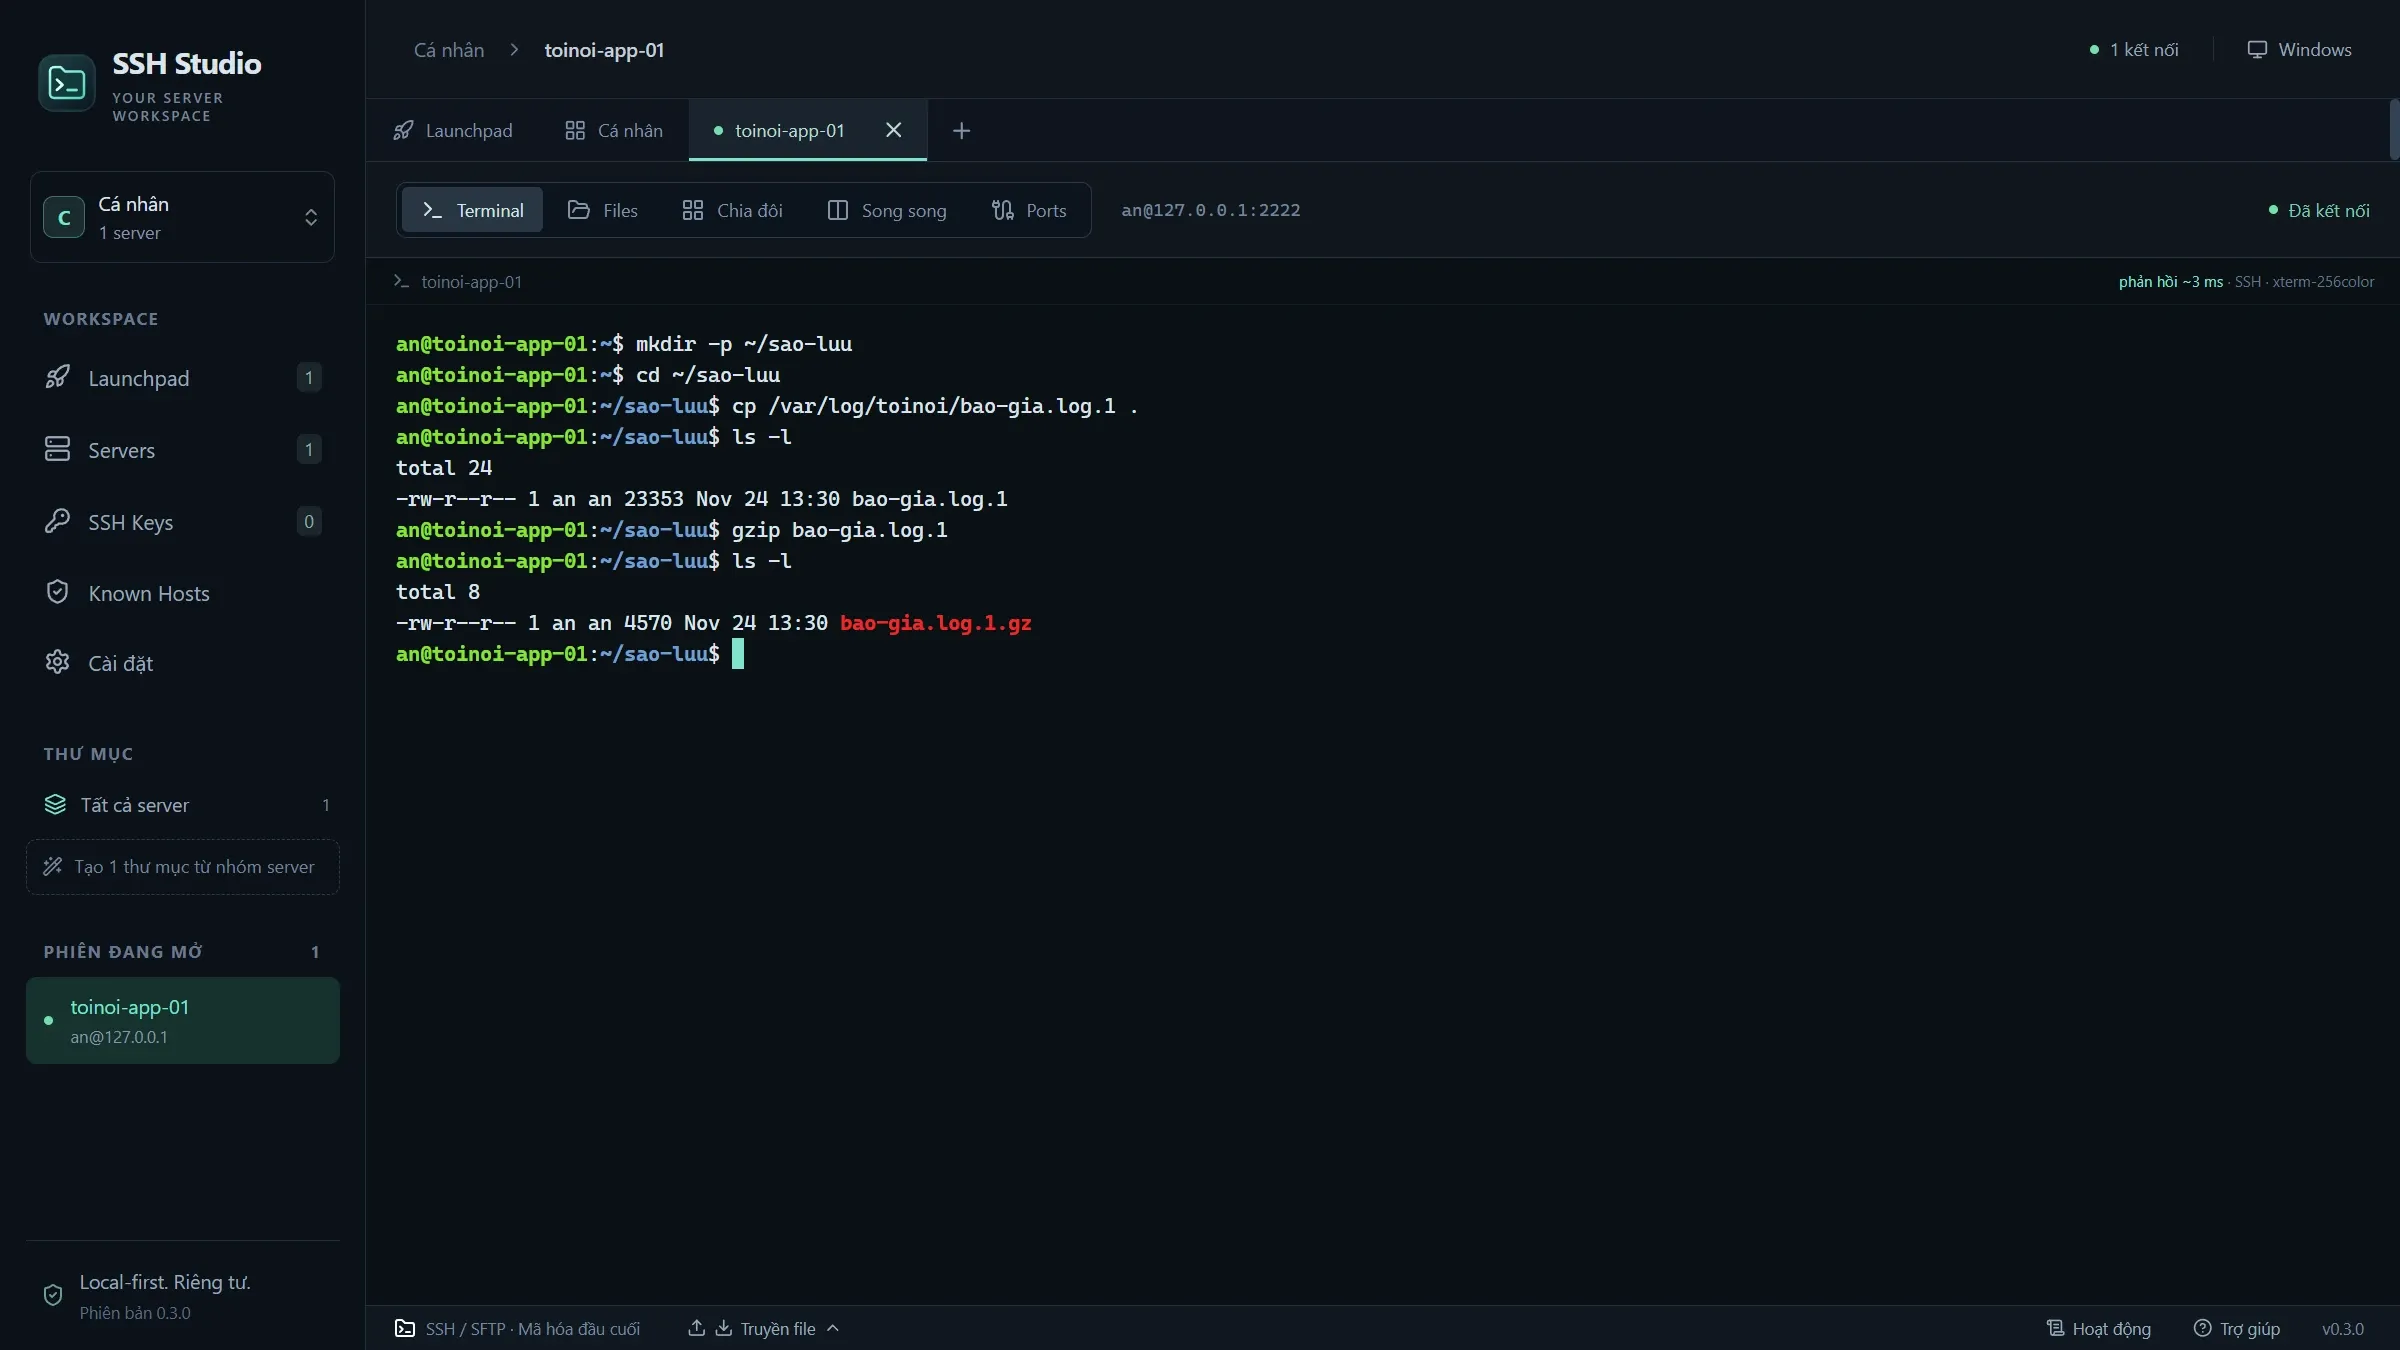 SSH Studio
YOUR SERVER
WORKSPACE
C
Cá nhân
1 server
WORKSPACE
Launchpad 1
Servers 1
SSH Keys 0
Known Hosts
Cài đặt
THƯ MỤC
Tất cả server 1
Tạo 1 thư mục từ nhóm server
PHIÊN ĐANG MỞ 1
toinoi-app-01
an@127.0.0.1
Local-first. Riêng tư.
Phiên bản 0.3.0
Cá nhân > toinoi-app-01
1 kết nối
Windows
Launchpad
Cá nhân
toinoi-app-01
Terminal
Files
Chia đôi
Song song
Ports
an@127.0.0.1:2222
Đã kết nối
toinoi-app-01
phản hồi ~3 ms · SSH · xterm-256color
an@toinoi-app-01:~$ mkdir -p ~/sao-luu
an@toinoi-app-01:~$ cd ~/sao-luu
an@toinoi-app-01:~/sao-luu$ cp /var/log/toinoi/bao-gia.log.1 .
an@toinoi-app-01:~/sao-luu$ ls -l
total 24
-rw-r--r-- 1 an an 23353 Nov 24 13:30 bao-gia.log.1
an@toinoi-app-01:~/sao-luu$ gzip bao-gia.log.1
an@toinoi-app-01:~/sao-luu$ ls -l
total 8
-rw-r--r-- 1 an an 4570 Nov 24 13:30 bao-gia.log.1.gz
an@toinoi-app-01:~/sao-luu$
SSH / SFTP · Mã hóa đầu cuối
Truyền file
Hoạt động
Trợ giúp
v0.3.0